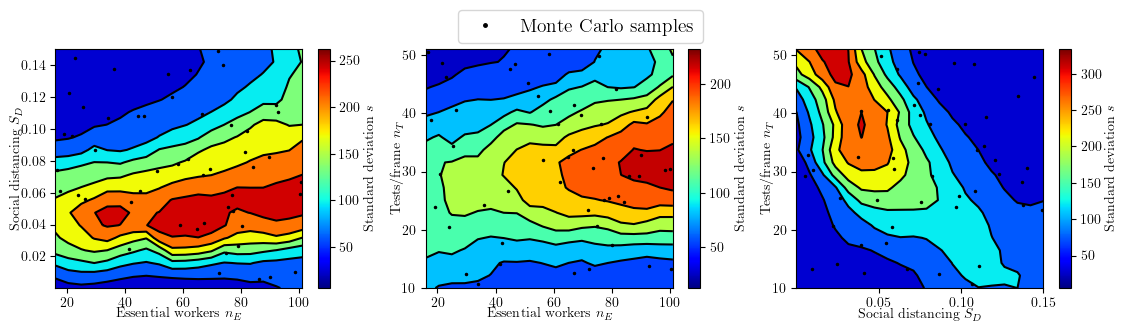 Monte Carlo samples
0.14
0.12
0.10
0.08
0.06
0.04
0.02
Social distancing S_D
20 40 60 80 100
Essential workers n_E
250
200
150
100
50
Standard deviation s
50
40
30
20
10
Tests/frame n_T
20 40 60 80 100
Essential workers n_E
200
150
100
50
Standard deviation s
50
40
30
20
10
Tests/frame n_T
0.05 0.10 0.15
Social distancing S_D
300
250
200
150
100
50
Standard deviation s